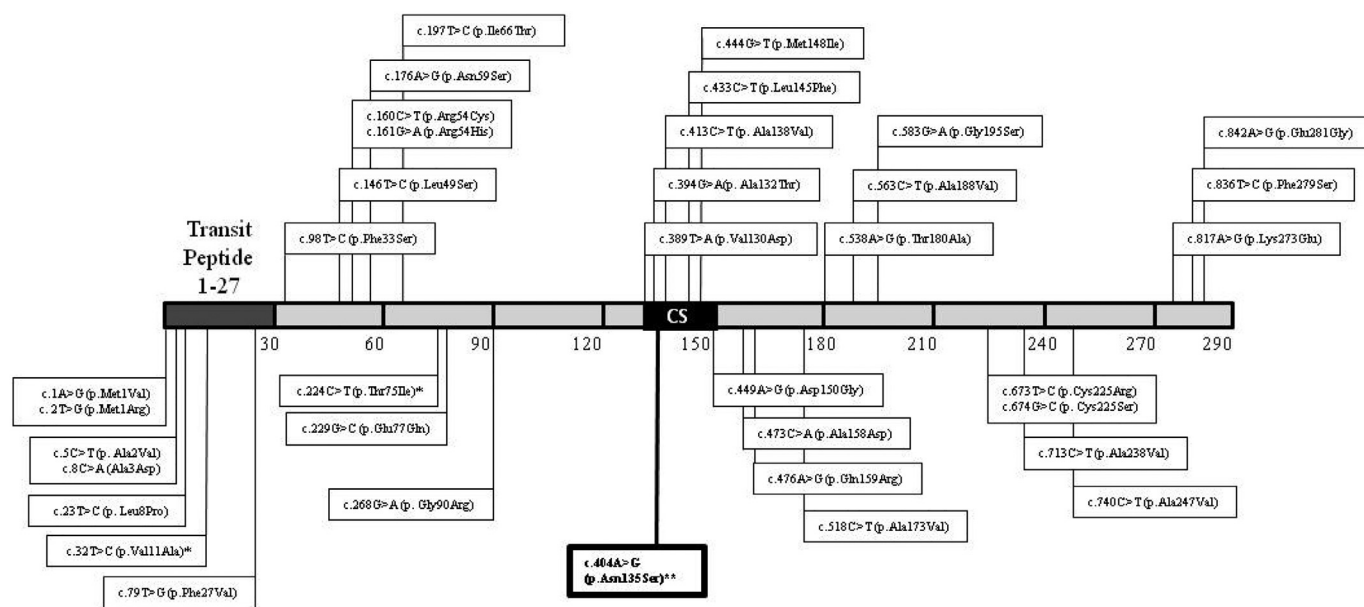 c.197T>C (p.Ile66Thr)
c.176A>G (p.Asn59Ser)
c.160C>T (p.Arg54Cys)
c.161G>A (p.Arg54His)
c.146T>C (p.Leu49Ser)
c.98T>C (p.Phe33Ser)
c.444G>T (p.Met148Ile)
c.433C>T (p.Leu145Phe)
c.413C>T (p. Ala138Val)
c.394G>A (p. Ala132Thr)
c.389T>A (p.Val130Asp)
c.583G>A (p.Gly195Ser)
c.563C>T (p.Ala188Val)
c.538A>G (p.Thr180Ala)
c.842A>G (p.Glu281Gly)
c.836T>C (p.Phe279Ser)
c.817A>G (p.Lys273Glu)
Transit
Peptide
1-27
CS
30 60 90 120 150 180 210 240 270 290
c.1A>G (p.Met1Val)
c. 2T>G (p.Met1Arg)
c.5C>T (p. Ala2Val)
c.8C>A (Ala3Asp)
c.23T>C (p. Leu8Pro)
c.32T>C (p.Val11Ala)*
c.79T>G (p.Phe27Val)
c.224C>T (p.Thr75Ile)*
c.229G>C (p.Glu77Gln)
c.268G>A (p. Gly90Arg)
c.404A>G
(p.Asn135Ser)**
c.449A>G (p.Asp150Gly)
c.473C>A (p.Ala158Asp)
c.476A>G (p.Gln159Arg)
c.518C>T (p.Ala173Val)
c.673T>C (p.Cys225Arg)
c.674G>C (p. Cys225Ser)
c.713C>T (p.Ala238Val)
c.740C>T (p.Ala247Val)